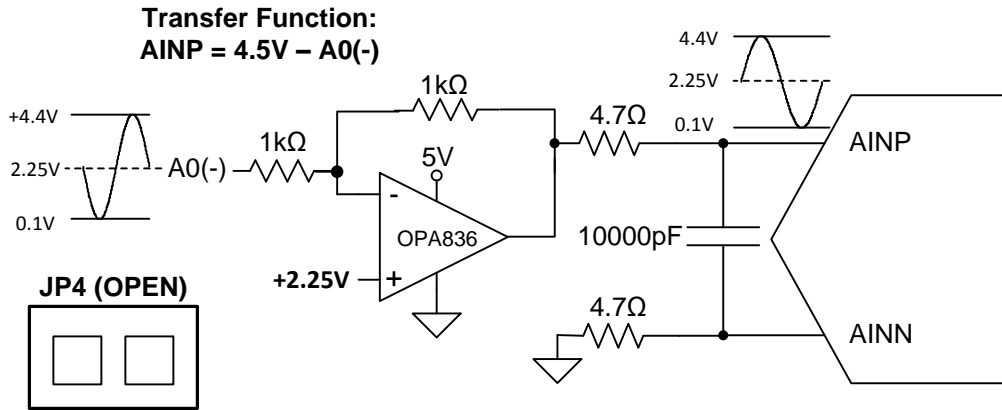 Transfer Function:
AINP = 4.5V – A0(-)
4.4V
2.25V
0.1V
1kΩ
4.7Ω
+4.4V
2.25V
0.1V
A0(-)
1kΩ
5V
-
OPA836
+
+2.25V
AINP
10000pF
JP4 (OPEN)
4.7Ω
AINN